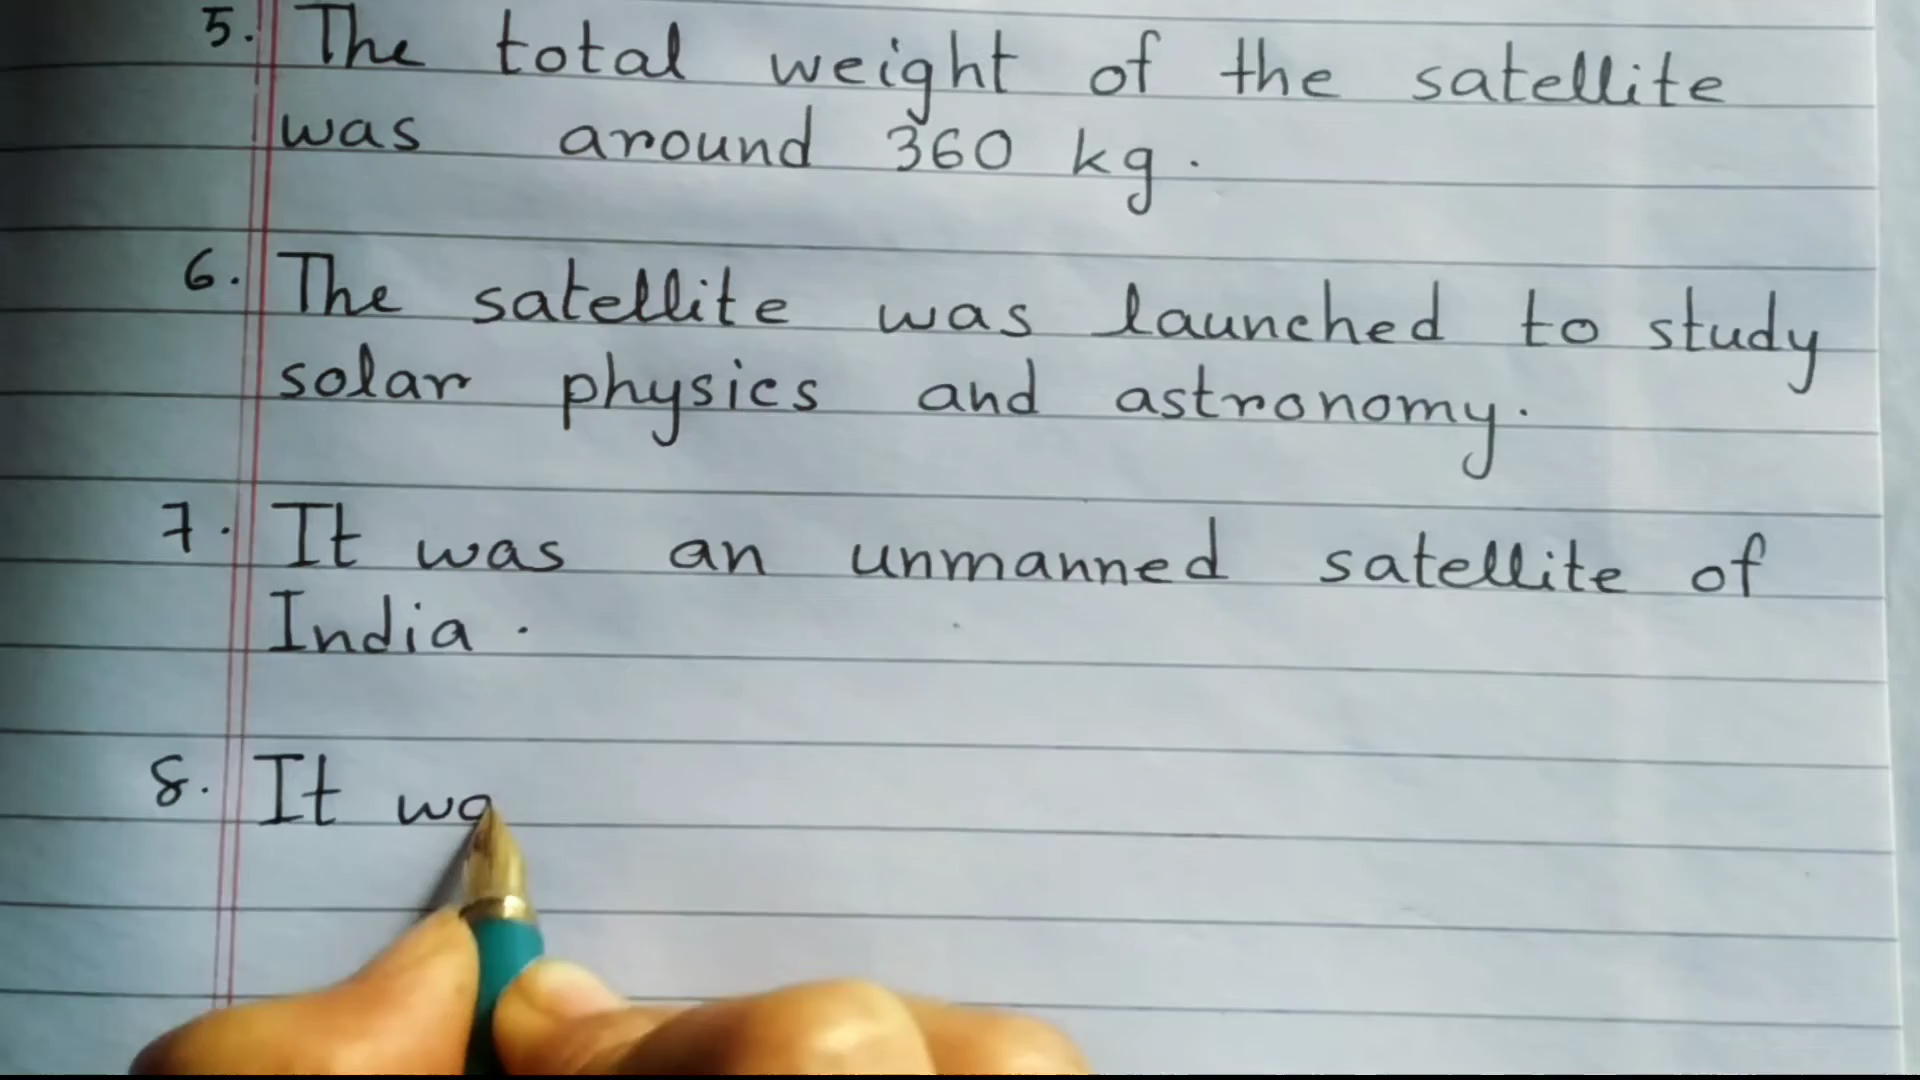 5. The total weight of the satellite
was around 360 kg.
6. The satellite was launched to study
solar physics and astronomy.
7. It was an unmanned satellite of
India.
8. It wa